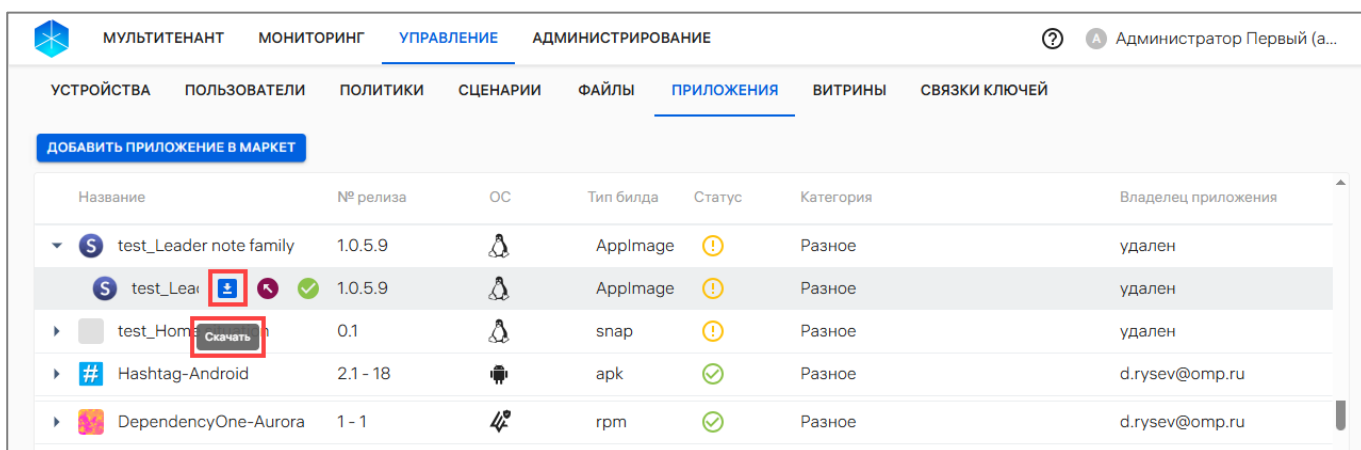 МУЛЬТИТЕНАНТ МОНИТОРИНГ УПРАВЛЕНИЕ АДМИНИСТРИРОВАНИЕ ? A Администратор Первый (а...
УСТРОЙСТВА ПОЛЬЗОВАТЕЛИ ПОЛИТИКИ СЦЕНАРИИ ФАЙЛЫ ПРИЛОЖЕНИЯ ВИТРИНЫ СВЯЗКИ КЛЮЧЕЙ
ДОБАВИТЬ ПРИЛОЖЕНИЕ В МАРКЕТ
Название № релиза ОС Тип билда Статус Категория Владелец приложения
S test_Leader note family 1.0.5.9 AppImage Разное удален
S test_Lea 1.0.5.9 AppImage Разное удален
test_Hom n 0.1 snap Разное удален
Скачать
# Hashtag-Android 2.1 - 18 apk Разное d.rysev@omp.ru
DependencyOne-Aurora 1 - 1 rpm Разное d.rysev@omp.ru